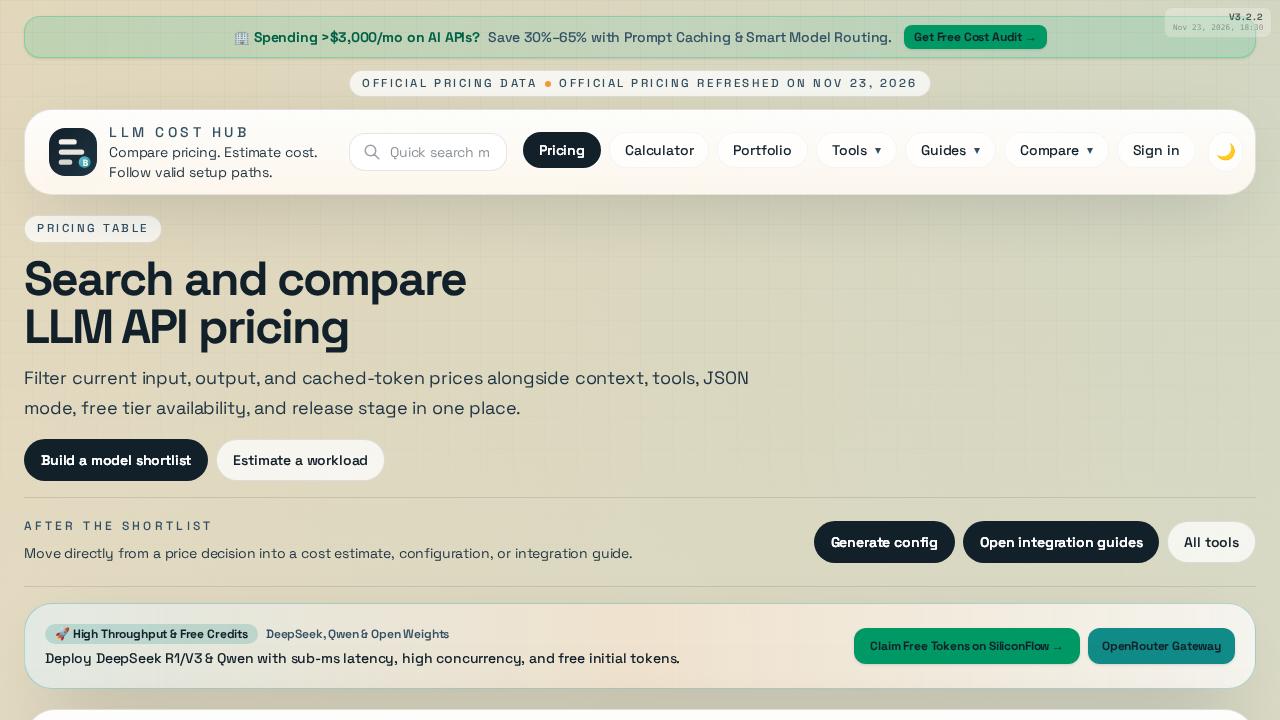 V3.2.2
Nov 23, 2026, 18:30
🏢 Spending >$3,000/mo on AI APIs? Save 30%–65% with Prompt Caching & Smart Model Routing. Get Free Cost Audit →
OFFICIAL PRICING DATA ● OFFICIAL PRICING REFRESHED ON NOV 23, 2026
LLM COST HUB
Compare pricing. Estimate cost.
Follow valid setup paths.
Quick search m
Pricing
Calculator
Portfolio
Tools ▼
Guides ▼
Compare ▼
Sign in
PRICING TABLE
Search and compare
LLM API pricing
Filter current input, output, and cached-token prices alongside context, tools, JSON
mode, free tier availability, and release stage in one place.
Build a model shortlist
Estimate a workload
AFTER THE SHORTLIST
Move directly from a price decision into a cost estimate, configuration, or integration guide.
Generate config
Open integration guides
All tools
🚀 High Throughput & Free Credits DeepSeek, Qwen & Open Weights
Deploy DeepSeek R1/V3 & Qwen with sub-ms latency, high concurrency, and free initial tokens.
Claim Free Tokens on SiliconFlow →
OpenRouter Gateway